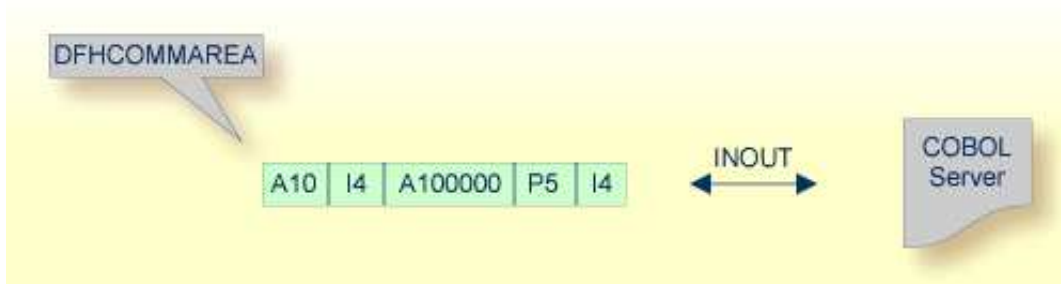 DFHCOMMAREA
A10 I4 A100000 P5 I4
INOUT
COBOL
Server